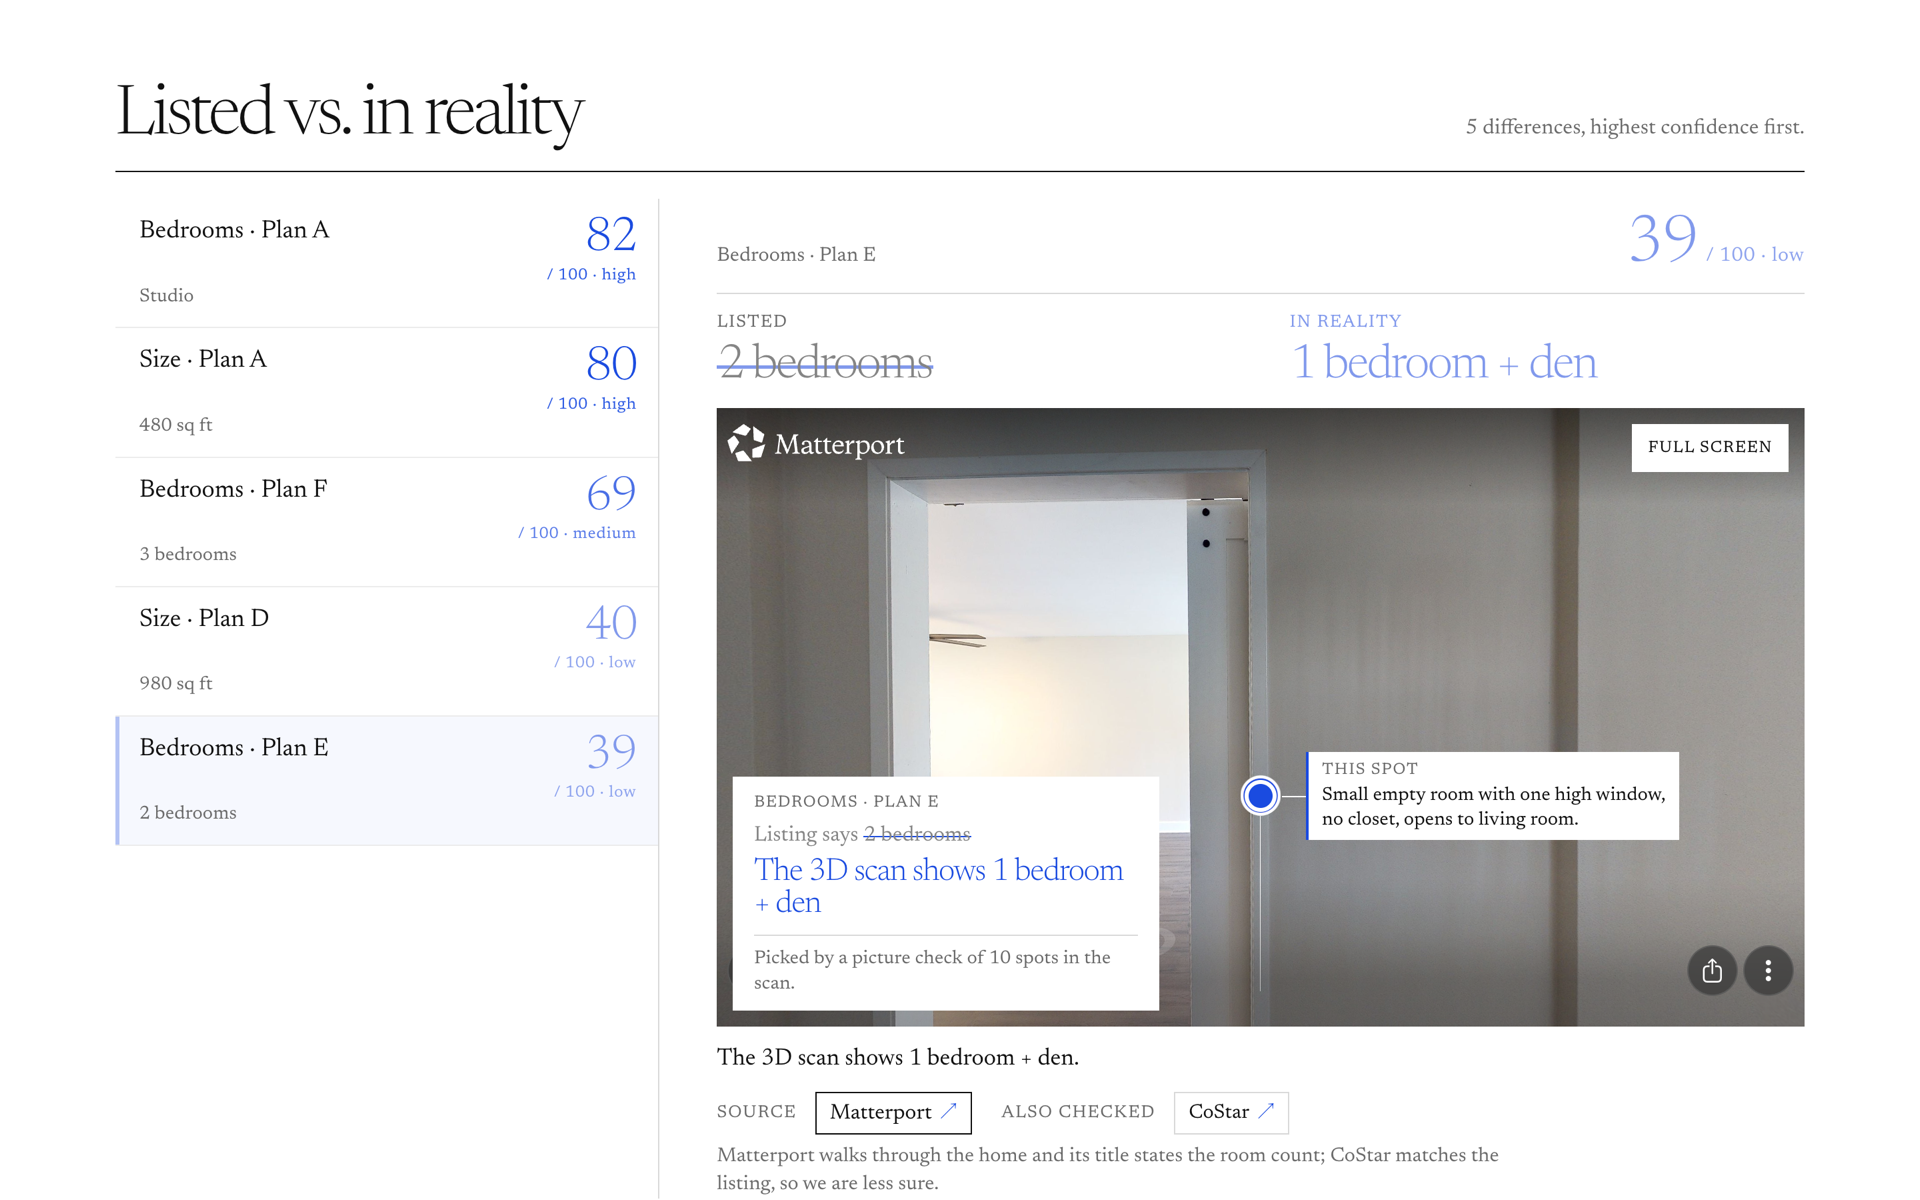 Listed vs. in reality
5 differences, highest confidence first.
Bedrooms · Plan A
82
/ 100 · high
Studio
Size · Plan A
80
/ 100 · high
480 sq ft
Bedrooms · Plan F
69
/ 100 · medium
3 bedrooms
Size · Plan D
40
/ 100 · low
980 sq ft
Bedrooms · Plan E
39
/ 100 · low
2 bedrooms
Bedrooms · Plan E
39 / 100 · low
LISTED
2 bedrooms
IN REALITY
1 bedroom + den
Matterport
FULL SCREEN
THIS SPOT
Small empty room with one high window,
no closet, opens to living room.
BEDROOMS · PLAN E
Listing says 2 bedrooms
The 3D scan shows 1 bedroom
+ den
Picked by a picture check of 10 spots in the
scan.
The 3D scan shows 1 bedroom + den.
SOURCE Matterport ↗ ALSO CHECKED CoStar ↗
Matterport walks through the home and its title states the room count; CoStar matches the
listing, so we are less sure.